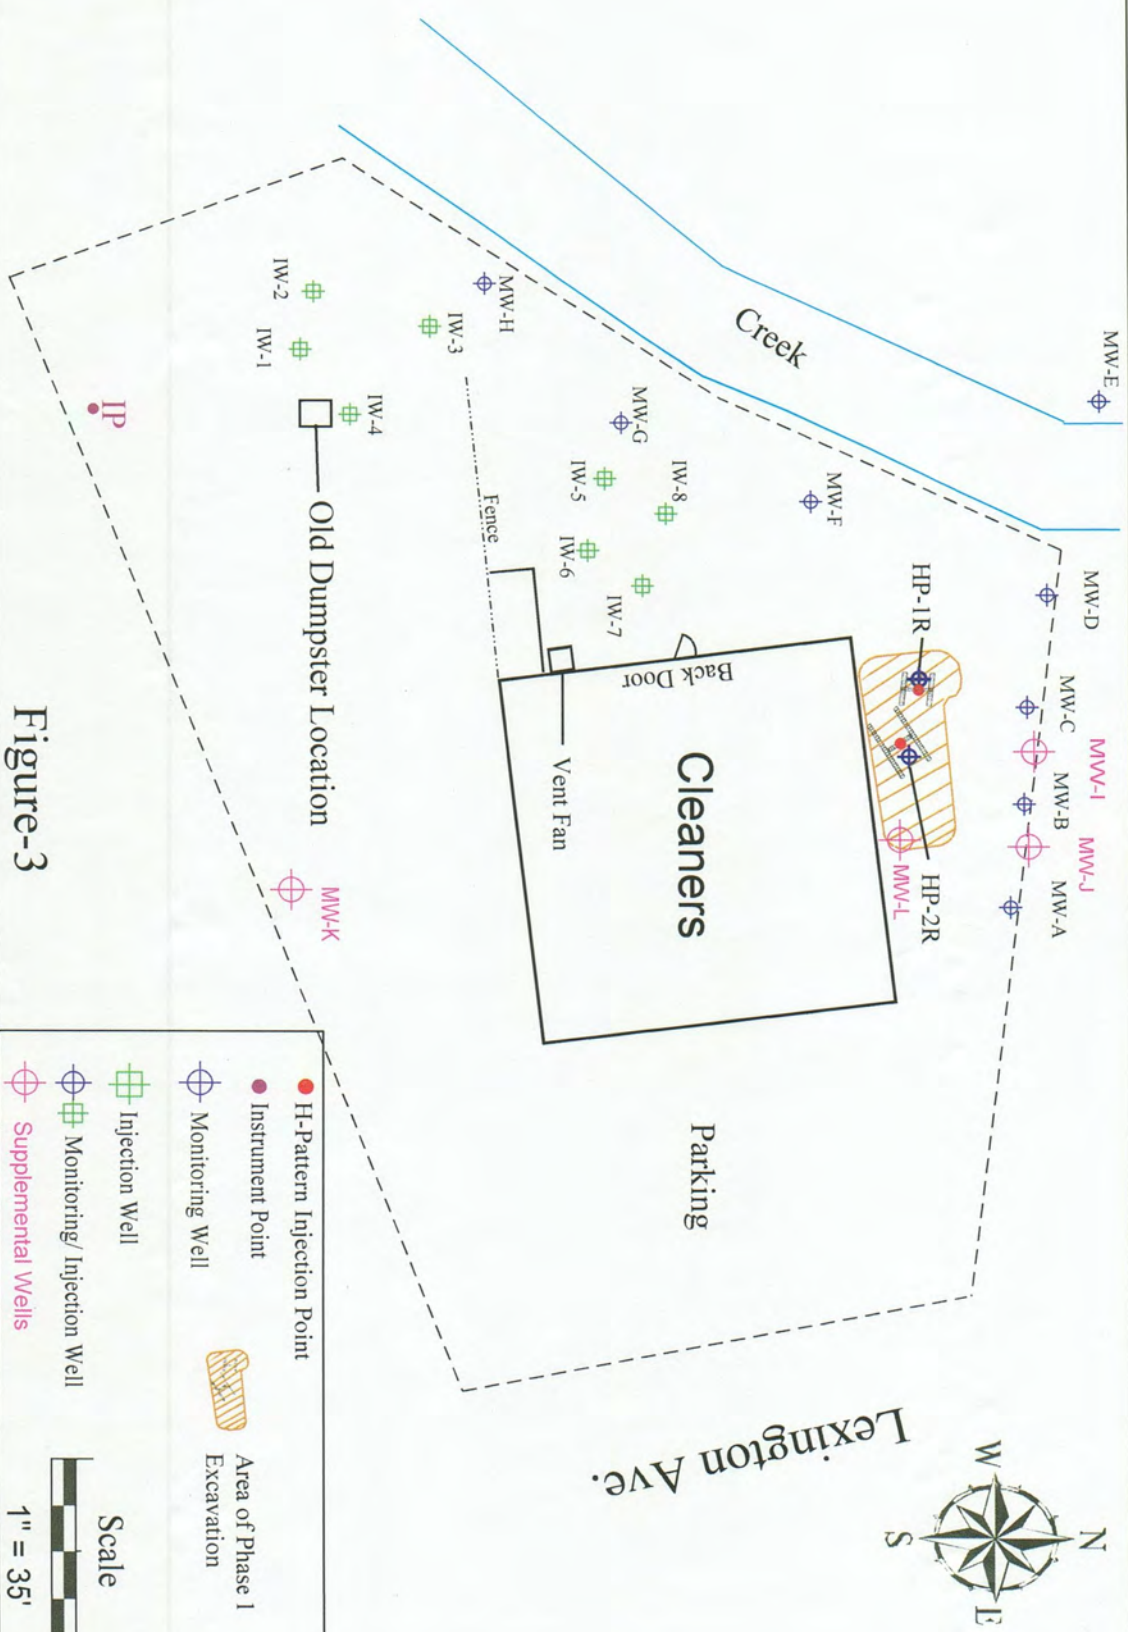 MW-E
Creek
MW-H
IW-2
IW-3
IW-1
MW-G
IW-4
IP
IW-8
IW-5
MW-F
Fence
IW-6
IW-7
MW-D
HP-1R
MW-C
MW-I
MW-B
MW-J
MW-A
HP-2R
MW-L
Back Door
Cleaners
Vent Fan
Old Dumpster Location
MW-K
Parking
Lexington Ave.
N
W
E
S
Figure-3
H-Pattern Injection Point
Instrument Point
Monitoring Well
Injection Well
Monitoring/ Injection Well
Supplemental Wells
Area of Phase 1
Excavation
Scale
1" = 35'